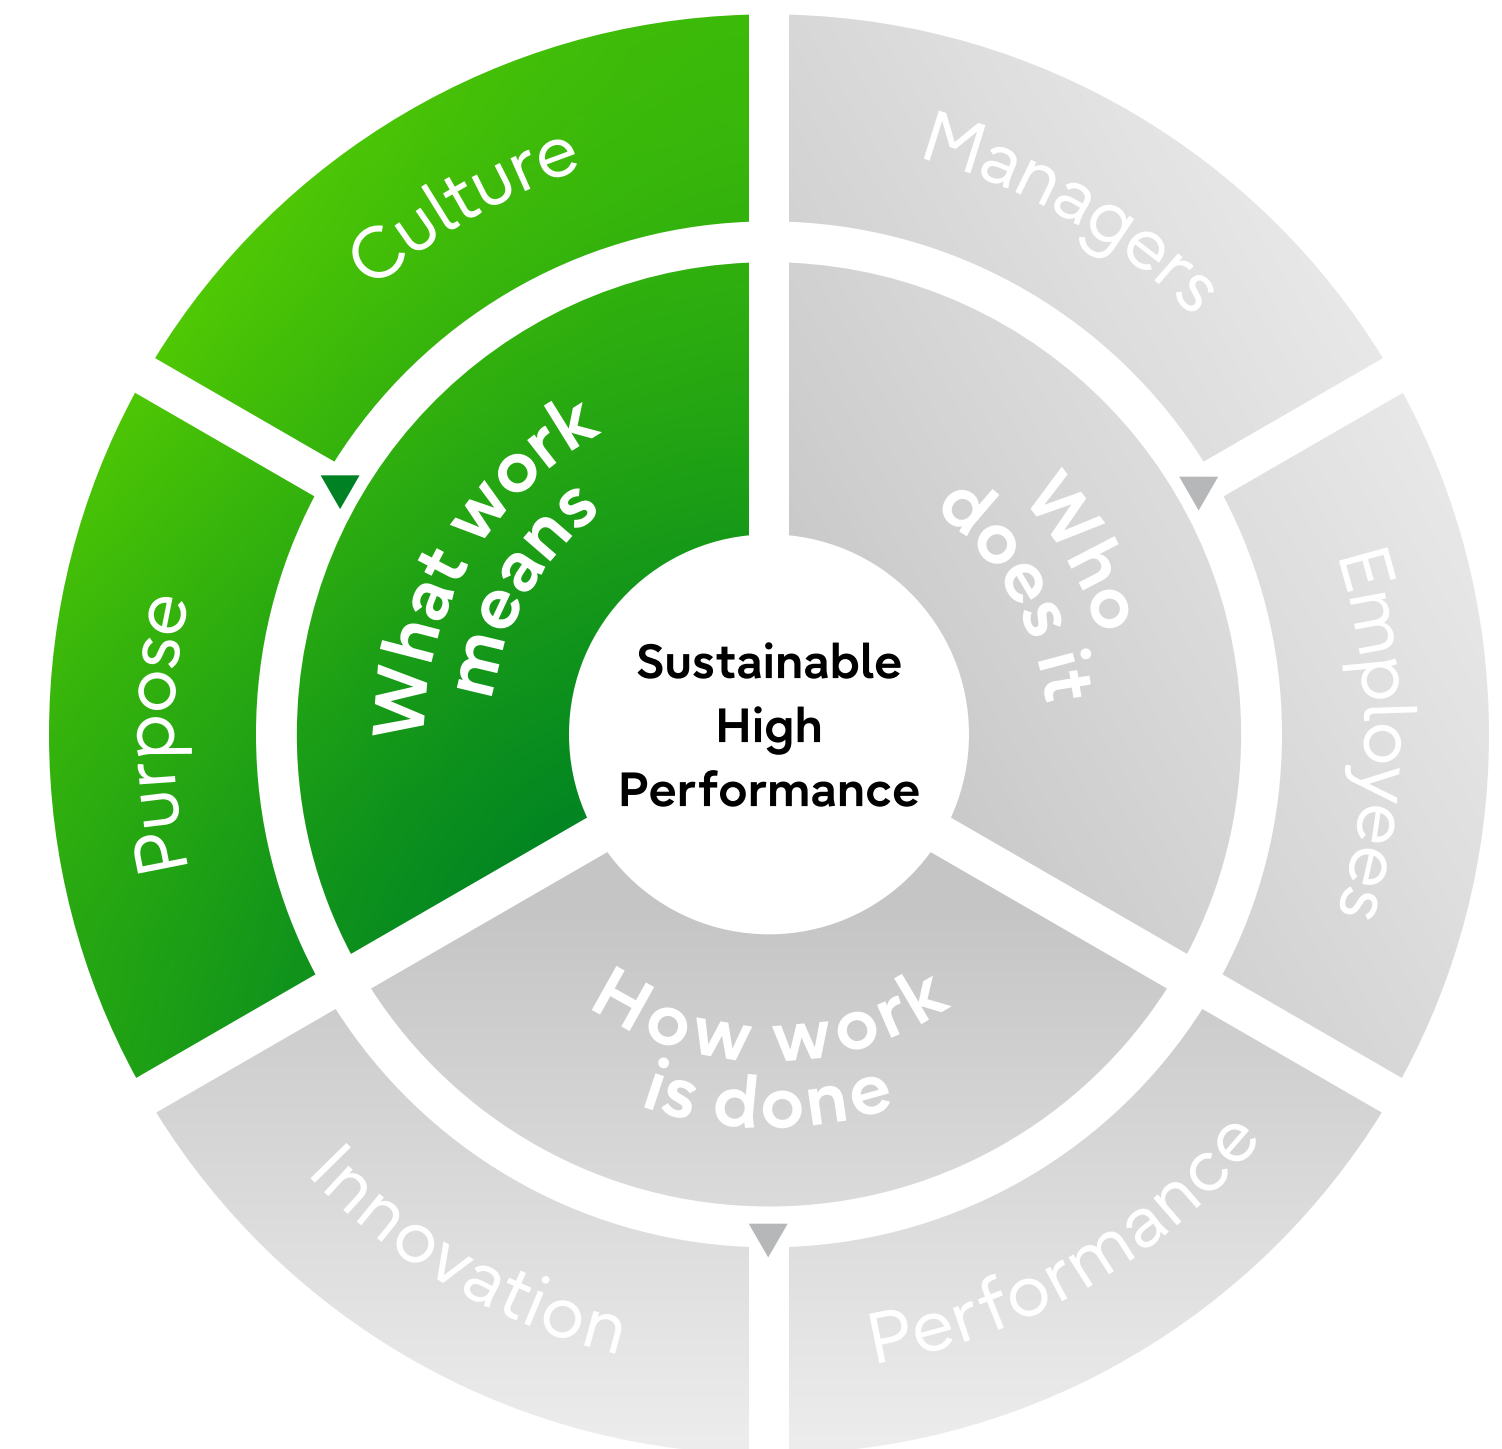 Culture
Managers
Purpose
What work
means
Who
does it
Employees
Sustainable
High
Performance
How work
is done
Innovation
Performance